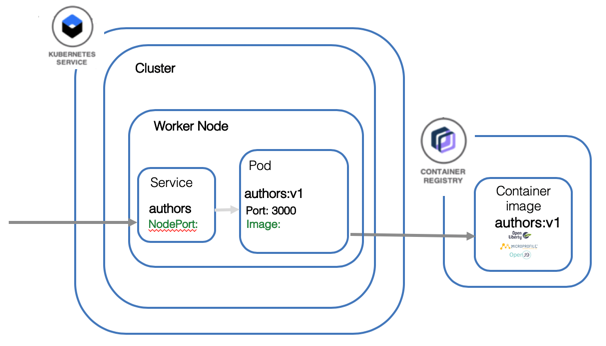 KUBERNETES
SERVICE
Cluster
Worker Node
Service
authors
NodePort:
Pod
authors:v1
Port: 3000
Image:
CONTAINER
REGISTRY
Container
image
authors:v1
Open
Liberty
MICROPROFILE
OpenJ9